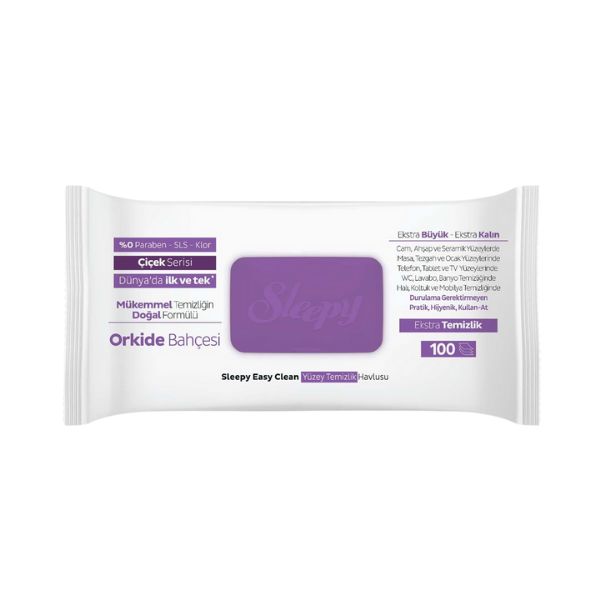 %0 Paraben - SLS - Klor
Çiçek Serisi
Dünya'da ilk ve tek*
Mükemmel Temizliğin
Doğal Formülü
Orkide Bahçesi
Sleepy
Sleepy Easy Clean Yüzey Temizlik Havlusu
Ekstra Büyük - Ekstra Kalın
Cam, Ahşap ve Seramik Yüzeylerde
Masa, Tezgah ve Ocak Yüzeylerinde
Telefon, Tablet ve TV Yüzeylerinde
WC, Lavabo, Banyo Temizliğinde
Halı, Koltuk ve Mobilya Temizliğinde
Durulama Gerektirmeyen
Pratik, Hijyenik, Kullan-At
Ekstra Temizlik
100